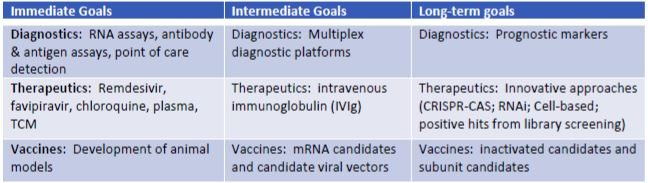 Immediate Goals
Intermediate Goals
Long-term goals
Diagnostics: RNA assays, antibody
& antigen assays, point of care
detection
Diagnostics: Multiplex
diagnostic platforms
Diagnostics: Prognostic markers
Therapeutics: Remdesivir,
favipiravir, chloroquine, plasma,
TCM
Therapeutics: intravenous
immunoglobulin (IVIg)
Therapeutics: Innovative approaches
(CRISPR-CAS; RNAi; Cell-based;
positive hits from library screening)
Vaccines: Development of animal
models
Vaccines: mRNA candidates
and candidate viral vectors
Vaccines: inactivated candidates and
subunit candidates